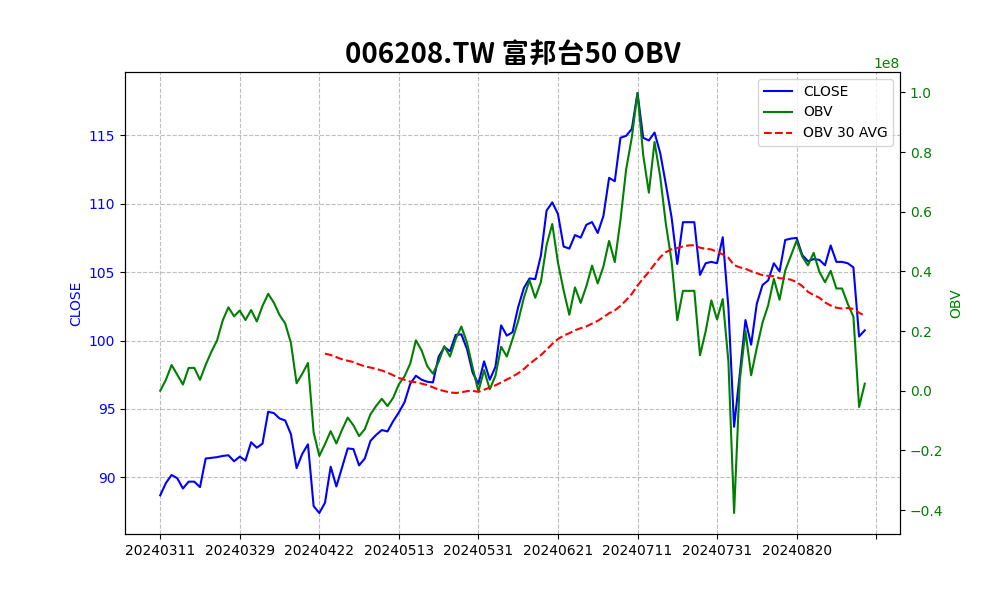 006208.TW 富邦台50 OBV
1e8
CLOSE
OBV
OBV 30 AVG
115
110
105
100
95
90
CLOSE
1.0
0.8
0.6
0.4
0.2
0.0
−0.2
−0.4
OBV
20240311 20240329 20240422 20240513 20240531 20240621 20240711 20240731 20240820